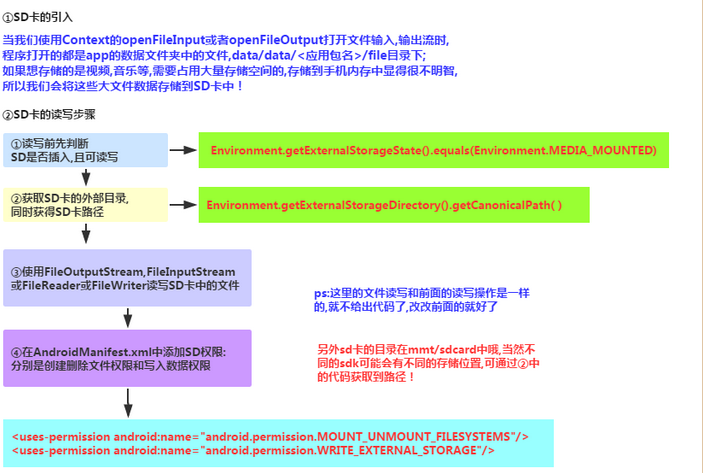 ①SD卡的引入
当我们使用Context的openFileInput或者openFileOutput打开文件输入,输出流时,
程序打开的都是app的数据文件夹中的文件,data/data/<应用包名>/file目录下;
如果想存储的是视频,音乐等,需要占用大量存储空间的,存储到手机内存中显得很不明智,
所以我们会将这些大文件数据存储到SD卡中！
②SD卡的读写步骤
①读写前先判断
SD是否插入,且可读写
Environment.getExternalStorageState().equals(Environment.MEDIA_MOUNTED)
②获取SD卡的外部目录,
同时获得SD卡路径
Environment.getExternalStorageDirectory().getCanonicalPath( )
③使用FileOutputStream,FileInputStream
或FileReader或FileWriter读写SD卡中的文件
ps:这里的文件读写和前面的读写操作是一样
的,就不给出代码了,改改前面的就好了
④在AndroidManifest.xml中添加SD权限:
分别是创建删除文件权限和写入数据权限
另外sd卡的目录在mmt/sdcard中哦,当然不
同的sdk可能会有不同的存储位置,可通过②中
的代码获取到路径！
<uses-permission android:name="android.permission.MOUNT_UNMOUNT_FILESYSTEMS"/>
<uses-permission android:name="android.permission.WRITE_EXTERNAL_STORAGE"/>